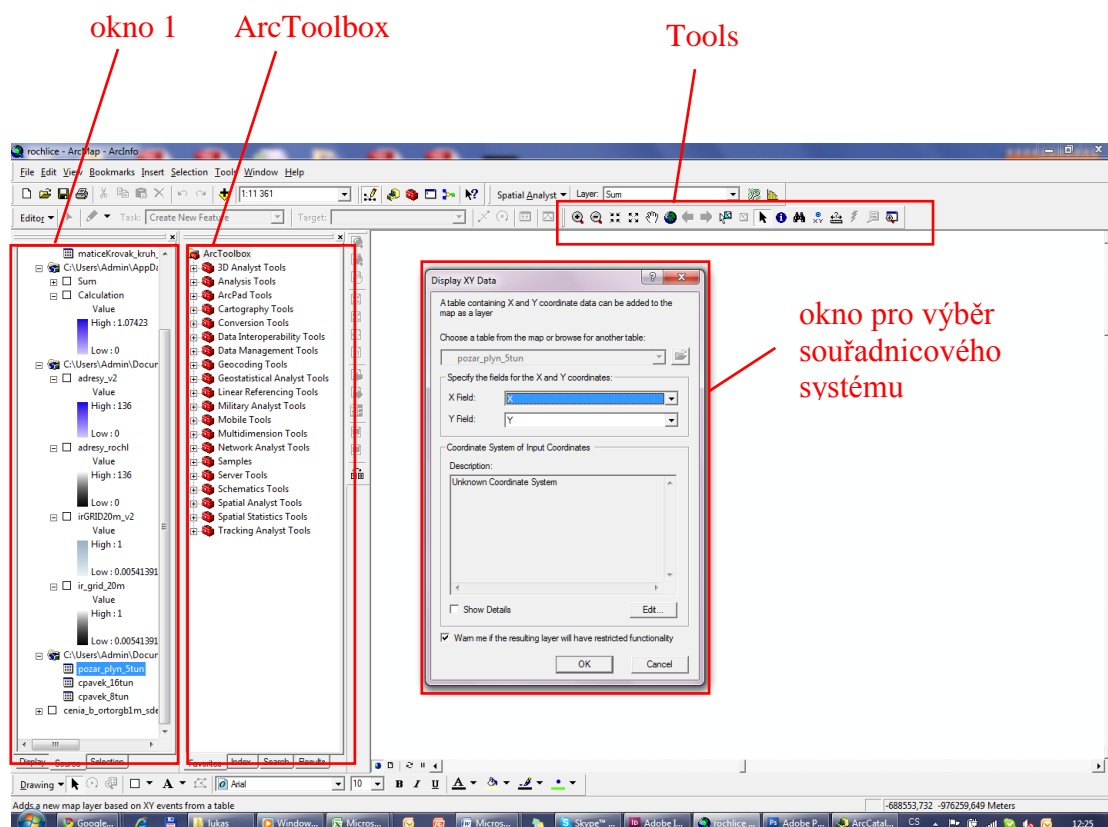 okno 1
ArcToolbox
Tools
rochlice - ArcMap - ArcInfo
File Edit View Bookmarks Insert Selection Tools Window Help
1:11 361
Spatial Analyst
Layer: Sum
Editor
Task: Create New Feature
Target:
maticeKrovak_kruh_
C:\Users\Admin\AppDa
Sum
Calculation
Value
High : 1.07423
Low : 0
C:\Users\Admin\Docur
adresy_v2
Value
High : 136
Low : 0
adresy_rochl
Value
High : 136
Low : 0
irGRID20m_v2
Value
High : 1
Low : 0.00541391
ir_grid_20m
Value
High : 1
Low : 0.00541391
C:\Users\Admin\Docur
pozar_plyn_5tun
cpavek_16tun
cpavek_8tun
cenia_b_ortorgb1m_sde
Display Source Selection
ArcToolbox
3D Analyst Tools
Analysis Tools
ArcPad Tools
Cartography Tools
Conversion Tools
Data Interoperability Tools
Data Management Tools
Geocoding Tools
Geostatistical Analyst Tools
Linear Referencing Tools
Military Analyst Tools
Mobile Tools
Multidimension Tools
Network Analyst Tools
Samples
Server Tools
Schematics Tools
Spatial Analyst Tools
Spatial Statistics Tools
Tracking Analyst Tools
Favorites Index Search Results
Display XY Data
A table containing X and Y coordinate data can be added to the
map as a layer
Choose a table from the map or browse for another table:
pozar_plyn_5tun
Specify the fields for the X and Y coordinates:
X Field: X
Y Field: Y
Coordinate System of Input Coordinates
Description:
Unknown Coordinate System
Show Details
Edit...
Warn me if the resulting layer will have restricted functionality
OK Cancel
okno pro výběr
souřadnicového
systému
Drawing
A
Arial
10
B I U A
Adds a new map layer based on XY events from a table
-688553,732 -976259,649 Meters
Google... lukas Window... Micros... Micros... Skype™ ... Adobe I... rochlice ... Adobe P... ArcCatal... CS 12:25